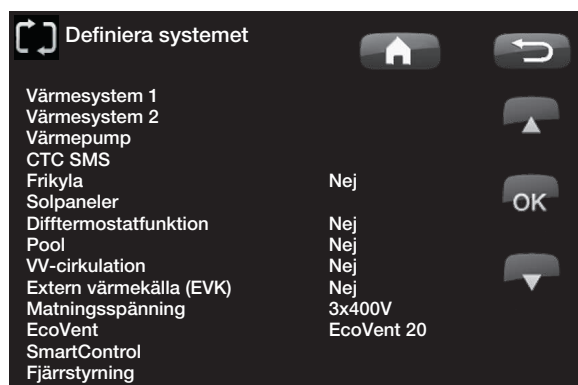 Definiera systemet
Värmesystem 1
Värmesystem 2
Värmepump
CTC SMS
Frikyla Nej
Solpaneler
Difftermostatfunktion Nej
Pool Nej
VV-cirkulation Nej
Extern värmekälla (EVK) Nej
Matningsspänning 3x400V
EcoVent EcoVent 20
SmartControl
Fjärrstyrning
OK